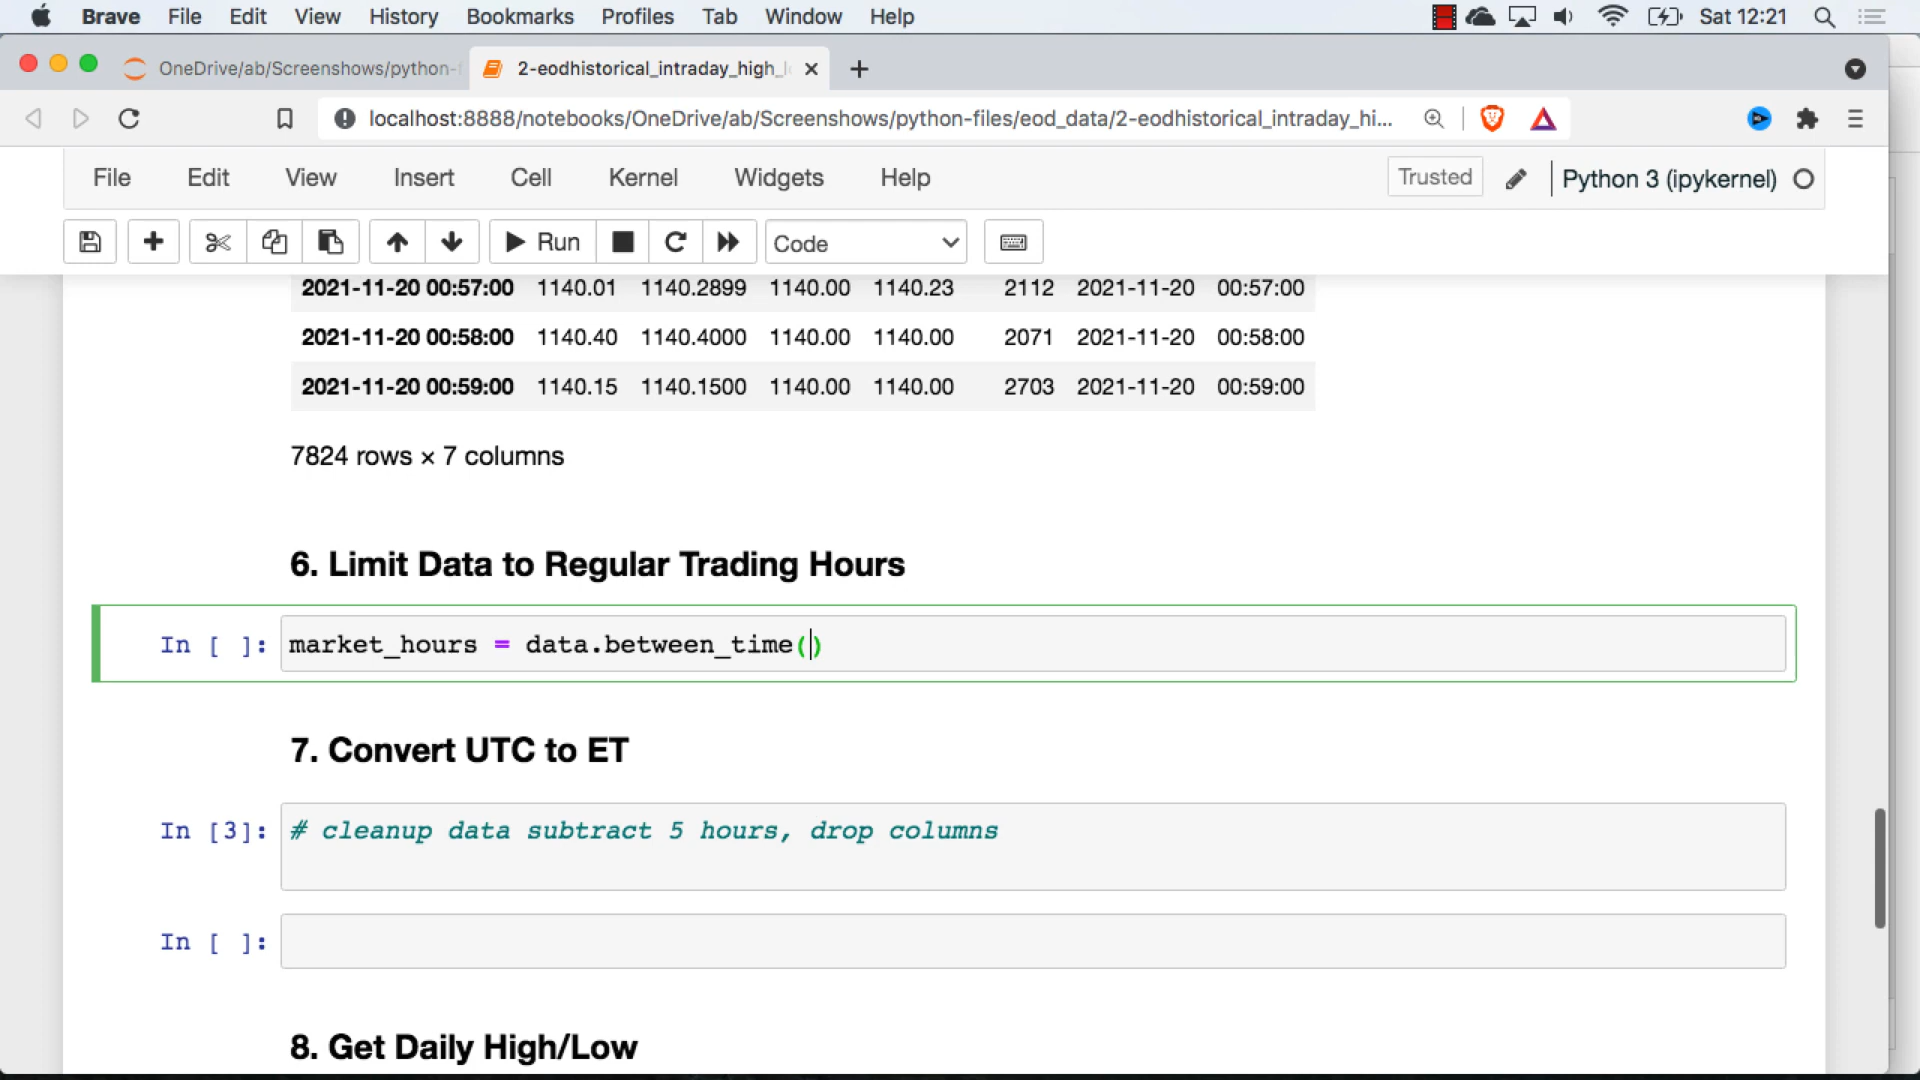 Brave File Edit View History Bookmarks Profiles Tab Window Help Sat 12:21
OneDrive/ab/Screenshows/python-f 2-eodhistorical_intraday_high_l
localhost:8888/notebooks/OneDrive/ab/Screenshows/python-files/eod_data/2-eodhistorical_intraday_hi...
File Edit View Insert Cell Kernel Widgets Help Trusted Python 3 (ipykernel)
Run Code
2021-11-20 00:57:00 1140.01 1140.2899 1140.00 1140.23 2112 2021-11-20 00:57:00
2021-11-20 00:58:00 1140.40 1140.4000 1140.00 1140.00 2071 2021-11-20 00:58:00
2021-11-20 00:59:00 1140.15 1140.1500 1140.00 1140.00 2703 2021-11-20 00:59:00
7824 rows × 7 columns
6. Limit Data to Regular Trading Hours
In [ ]: market_hours = data.between_time()
7. Convert UTC to ET
In [3]: # cleanup data subtract 5 hours, drop columns
In [ ]:
8. Get Daily High/Low